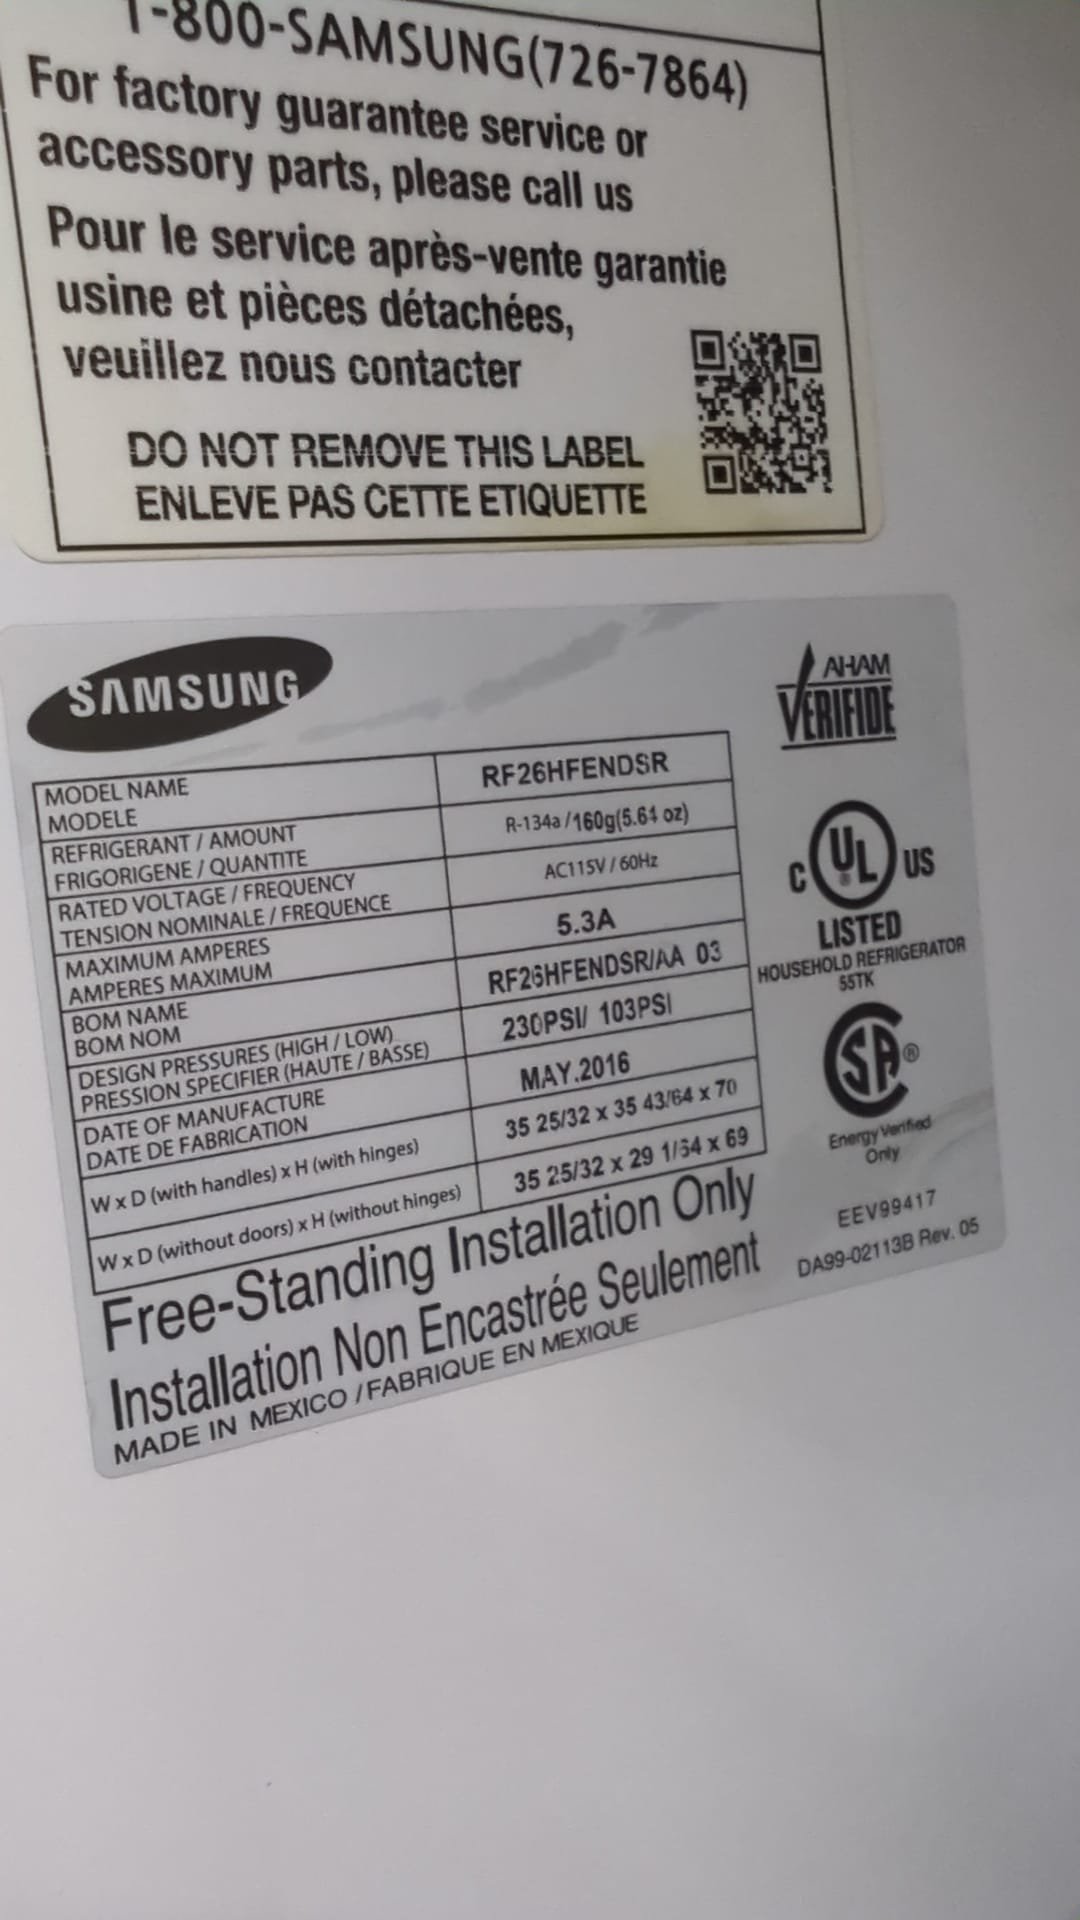 1-800-SAMSUNG(726-7864)
For factory guarantee service or
accessory parts, please call us
Pour le service après-vente garantie
usine et pièces détachées,
veuillez nous contacter
DO NOT REMOVE THIS LABEL
ENLEVE PAS CETTE ETIQUETTE
SAMSUNG
AHAM
VERIFIDE
MODEL NAME
MODELE
RF26HFENDSR
REFRIGERANT / AMOUNT
FRIGORIGENE / QUANTITE
R-134a /160g(5.64 oz)
RATED VOLTAGE / FREQUENCY
TENSION NOMINALE / FREQUENCE
AC115V / 60Hz
MAXIMUM AMPERES
AMPERES MAXIMUM
5.3A
BOM NAME
BOM NOM
RF26HFENDSR/AA 03
DESIGN PRESSURES (HIGH / LOW)
PRESSION SPECIFIER (HAUTE / BASSE)
230PSI/ 103PSI
DATE OF MANUFACTURE
DATE DE FABRICATION
MAY.2016
W x D (with handles) x H (with hinges)
35 25/32 x 35 43/64 x 70
W x D (without doors) x H (without hinges)
35 25/32 x 29 1/64 x 69
C UL ® US
LISTED
HOUSEHOLD REFRIGERATOR
55TK
SA ®
Energy Verified
Only
EEV99417
DA99-02113B Rev. 05
Free-Standing Installation Only
Installation Non Encastrée Seulement
MADE IN MEXICO / FABRIQUE EN MEXIQUE